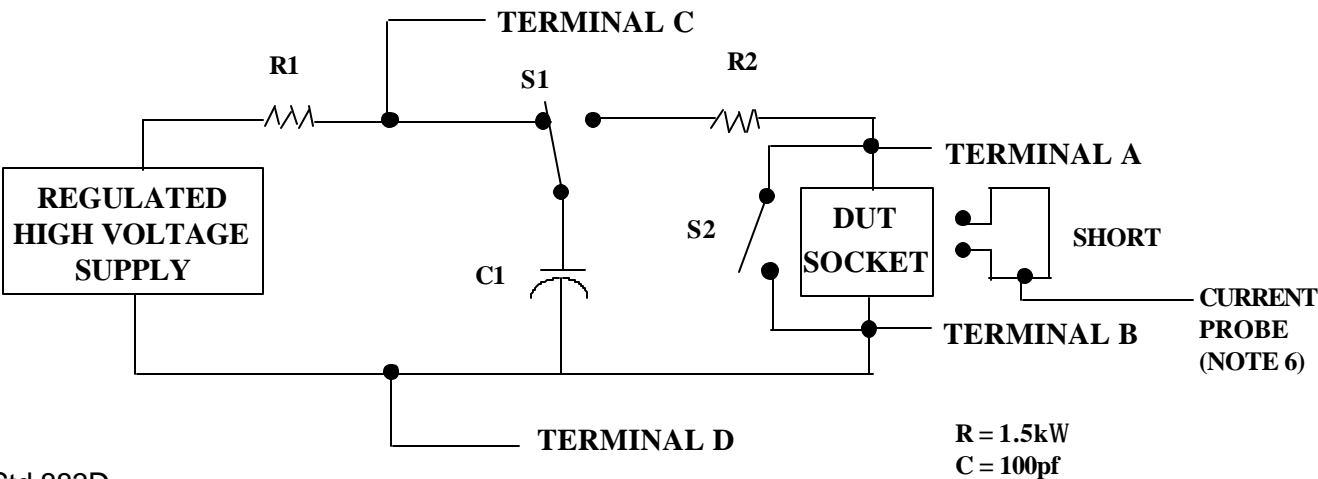 TERMINAL C
R1
S1
R2
TERMINAL A
REGULATED
HIGH VOLTAGE
SUPPLY
DUT
SOCKET
S2
SHORT
C1
CURRENT
PROBE
(NOTE 6)
TERMINAL B
TERMINAL D
R = 1.5kW
C = 100pf